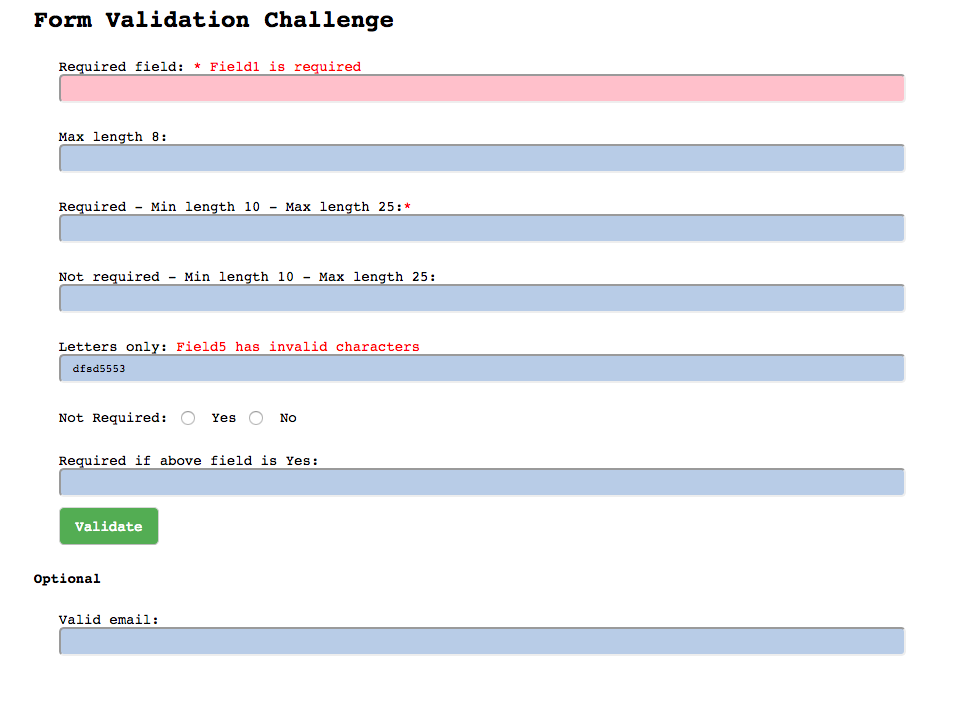 Form Validation Challenge
Required field: * Field1 is required
Max length 8:
Required - Min length 10 - Max length 25:*
Not required - Min length 10 - Max length 25:
Letters only: Field5 has invalid characters
dfsd5553
Not Required: Yes No
Required if above field is Yes:
Validate
Optional
Valid email: